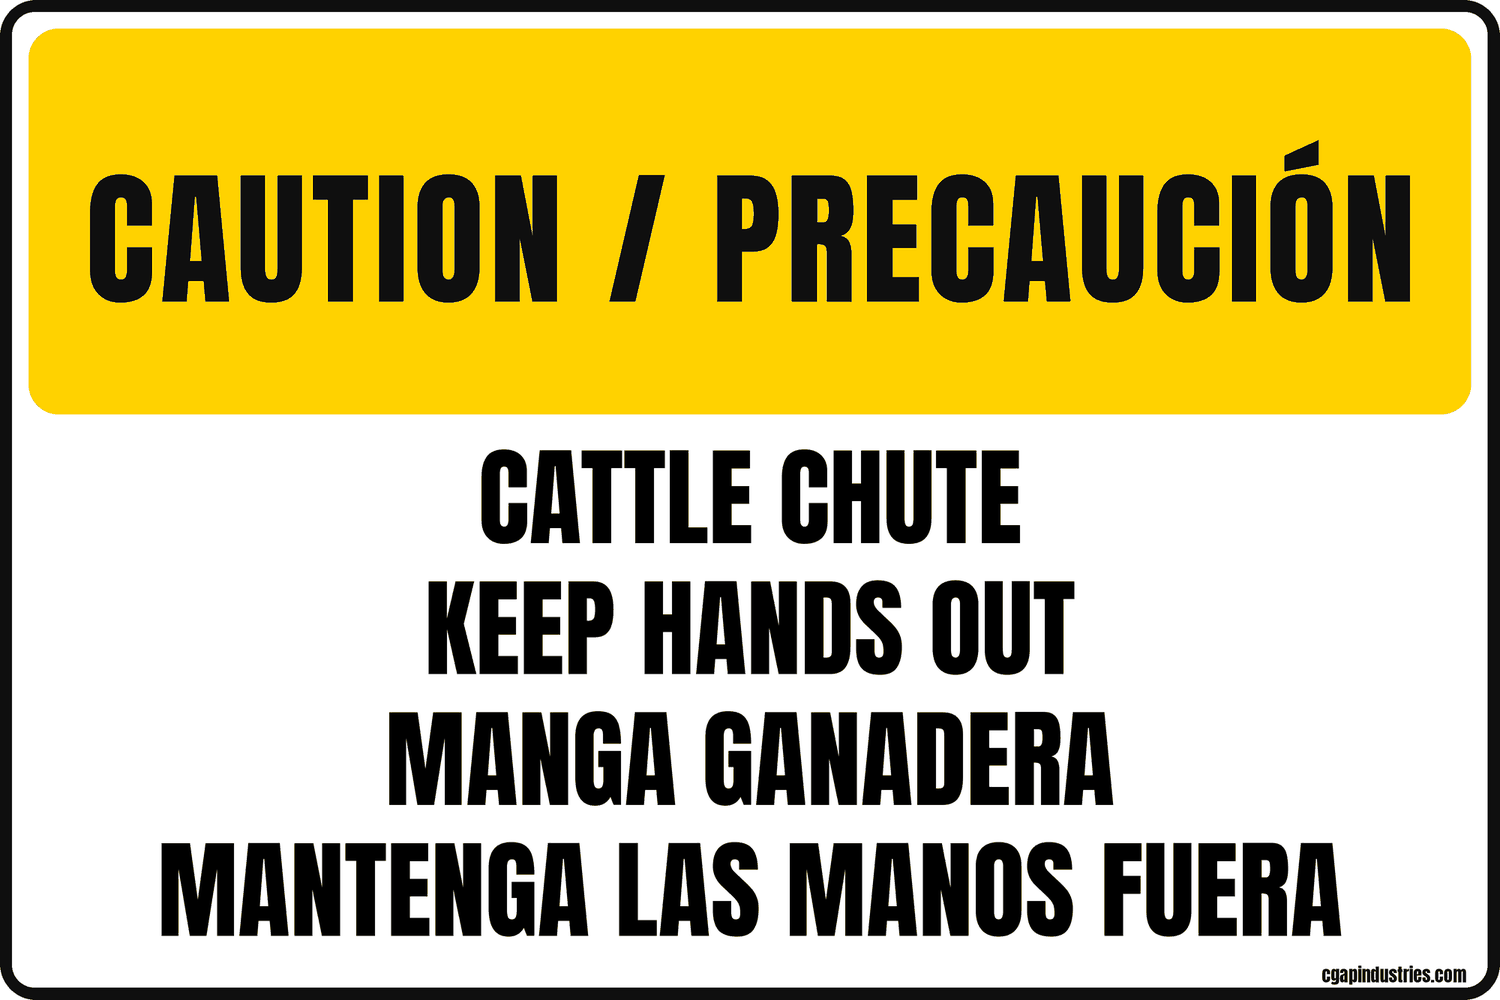 CAUTION / PRECAUCIÓN
CATTLE CHUTE
KEEP HANDS OUT
MANGA GANADERA
MANTENGA LAS MANOS FUERA
cgapindustries.com